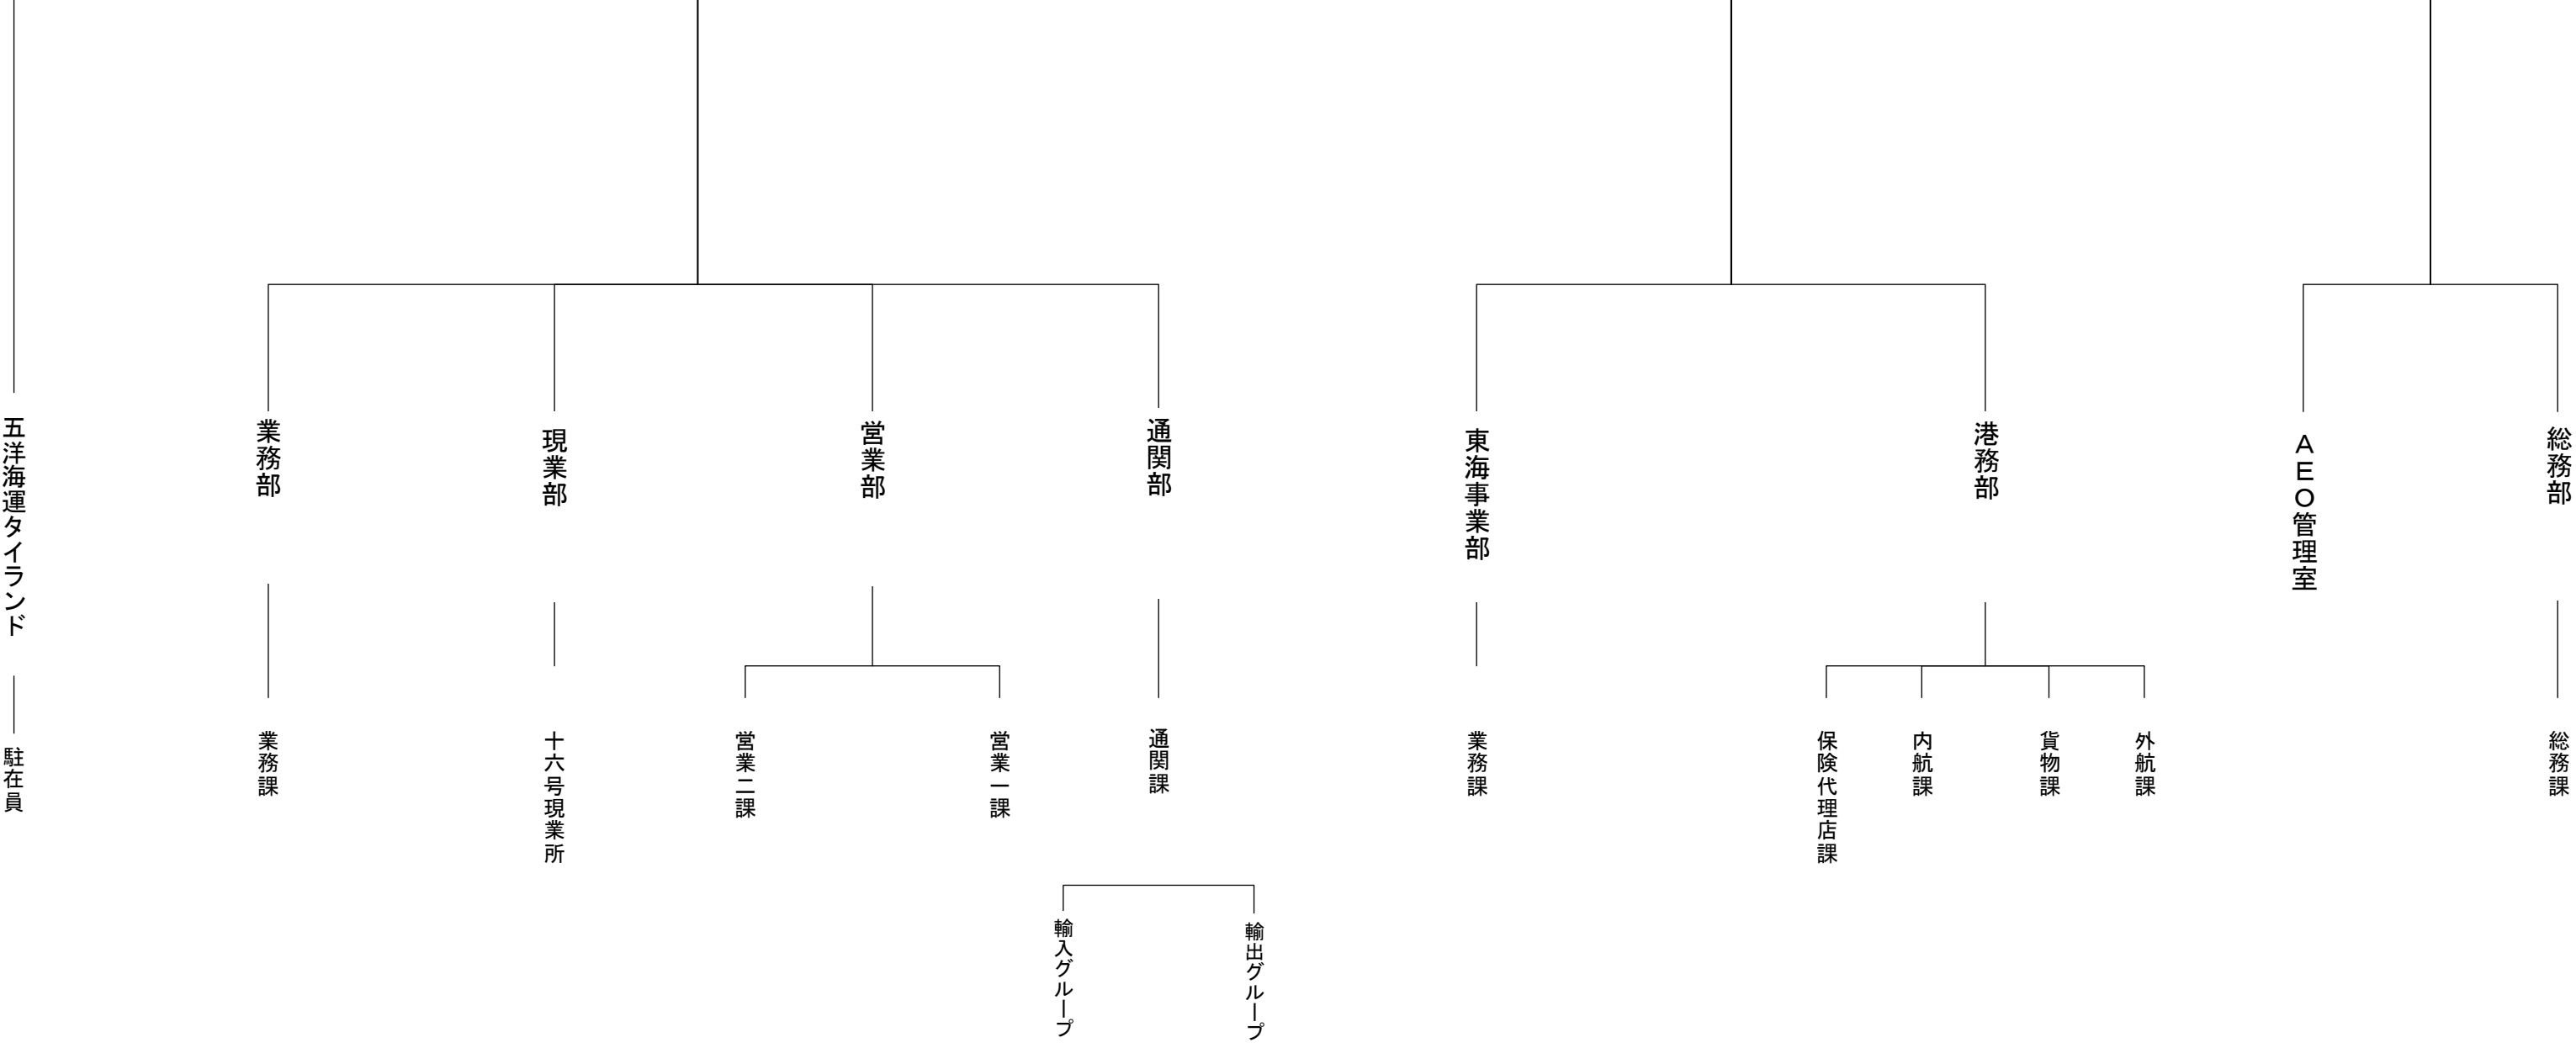 総務部
ＡＥＯ管理室
港務部
東海事業部
通関部
営業部
現業部
業務部
五洋海運タイランド
総務課
外航課
貨物課
内航課
保険代理店課
業務課
通関課
営業一課
営業二課
十六号現業所
業務課
駐在員
輸出グループ
輸入グループ